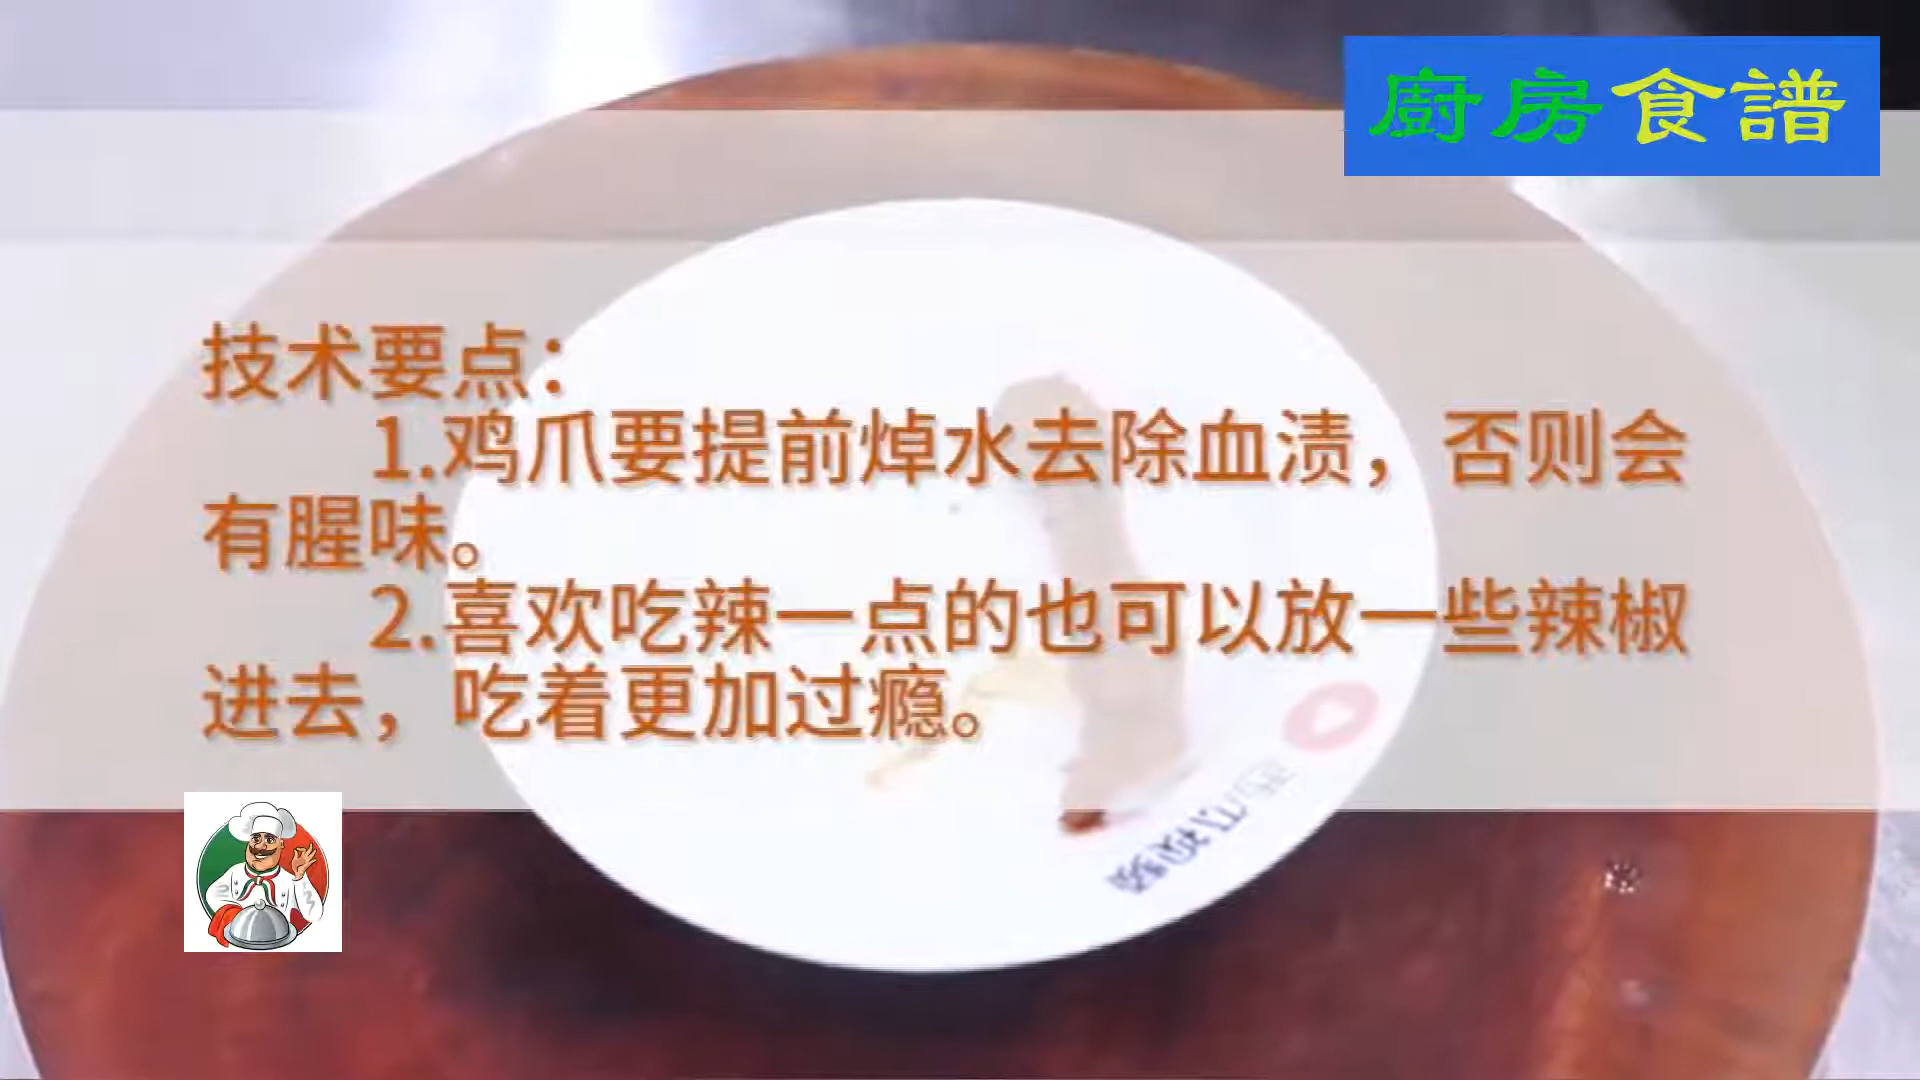 廚房食譜
技术要点：
1.鸡爪要提前焯水去除血渍，否则会
有腥味。
2.喜欢吃辣一点的也可以放一些辣椒
进去，吃着更加过瘾。